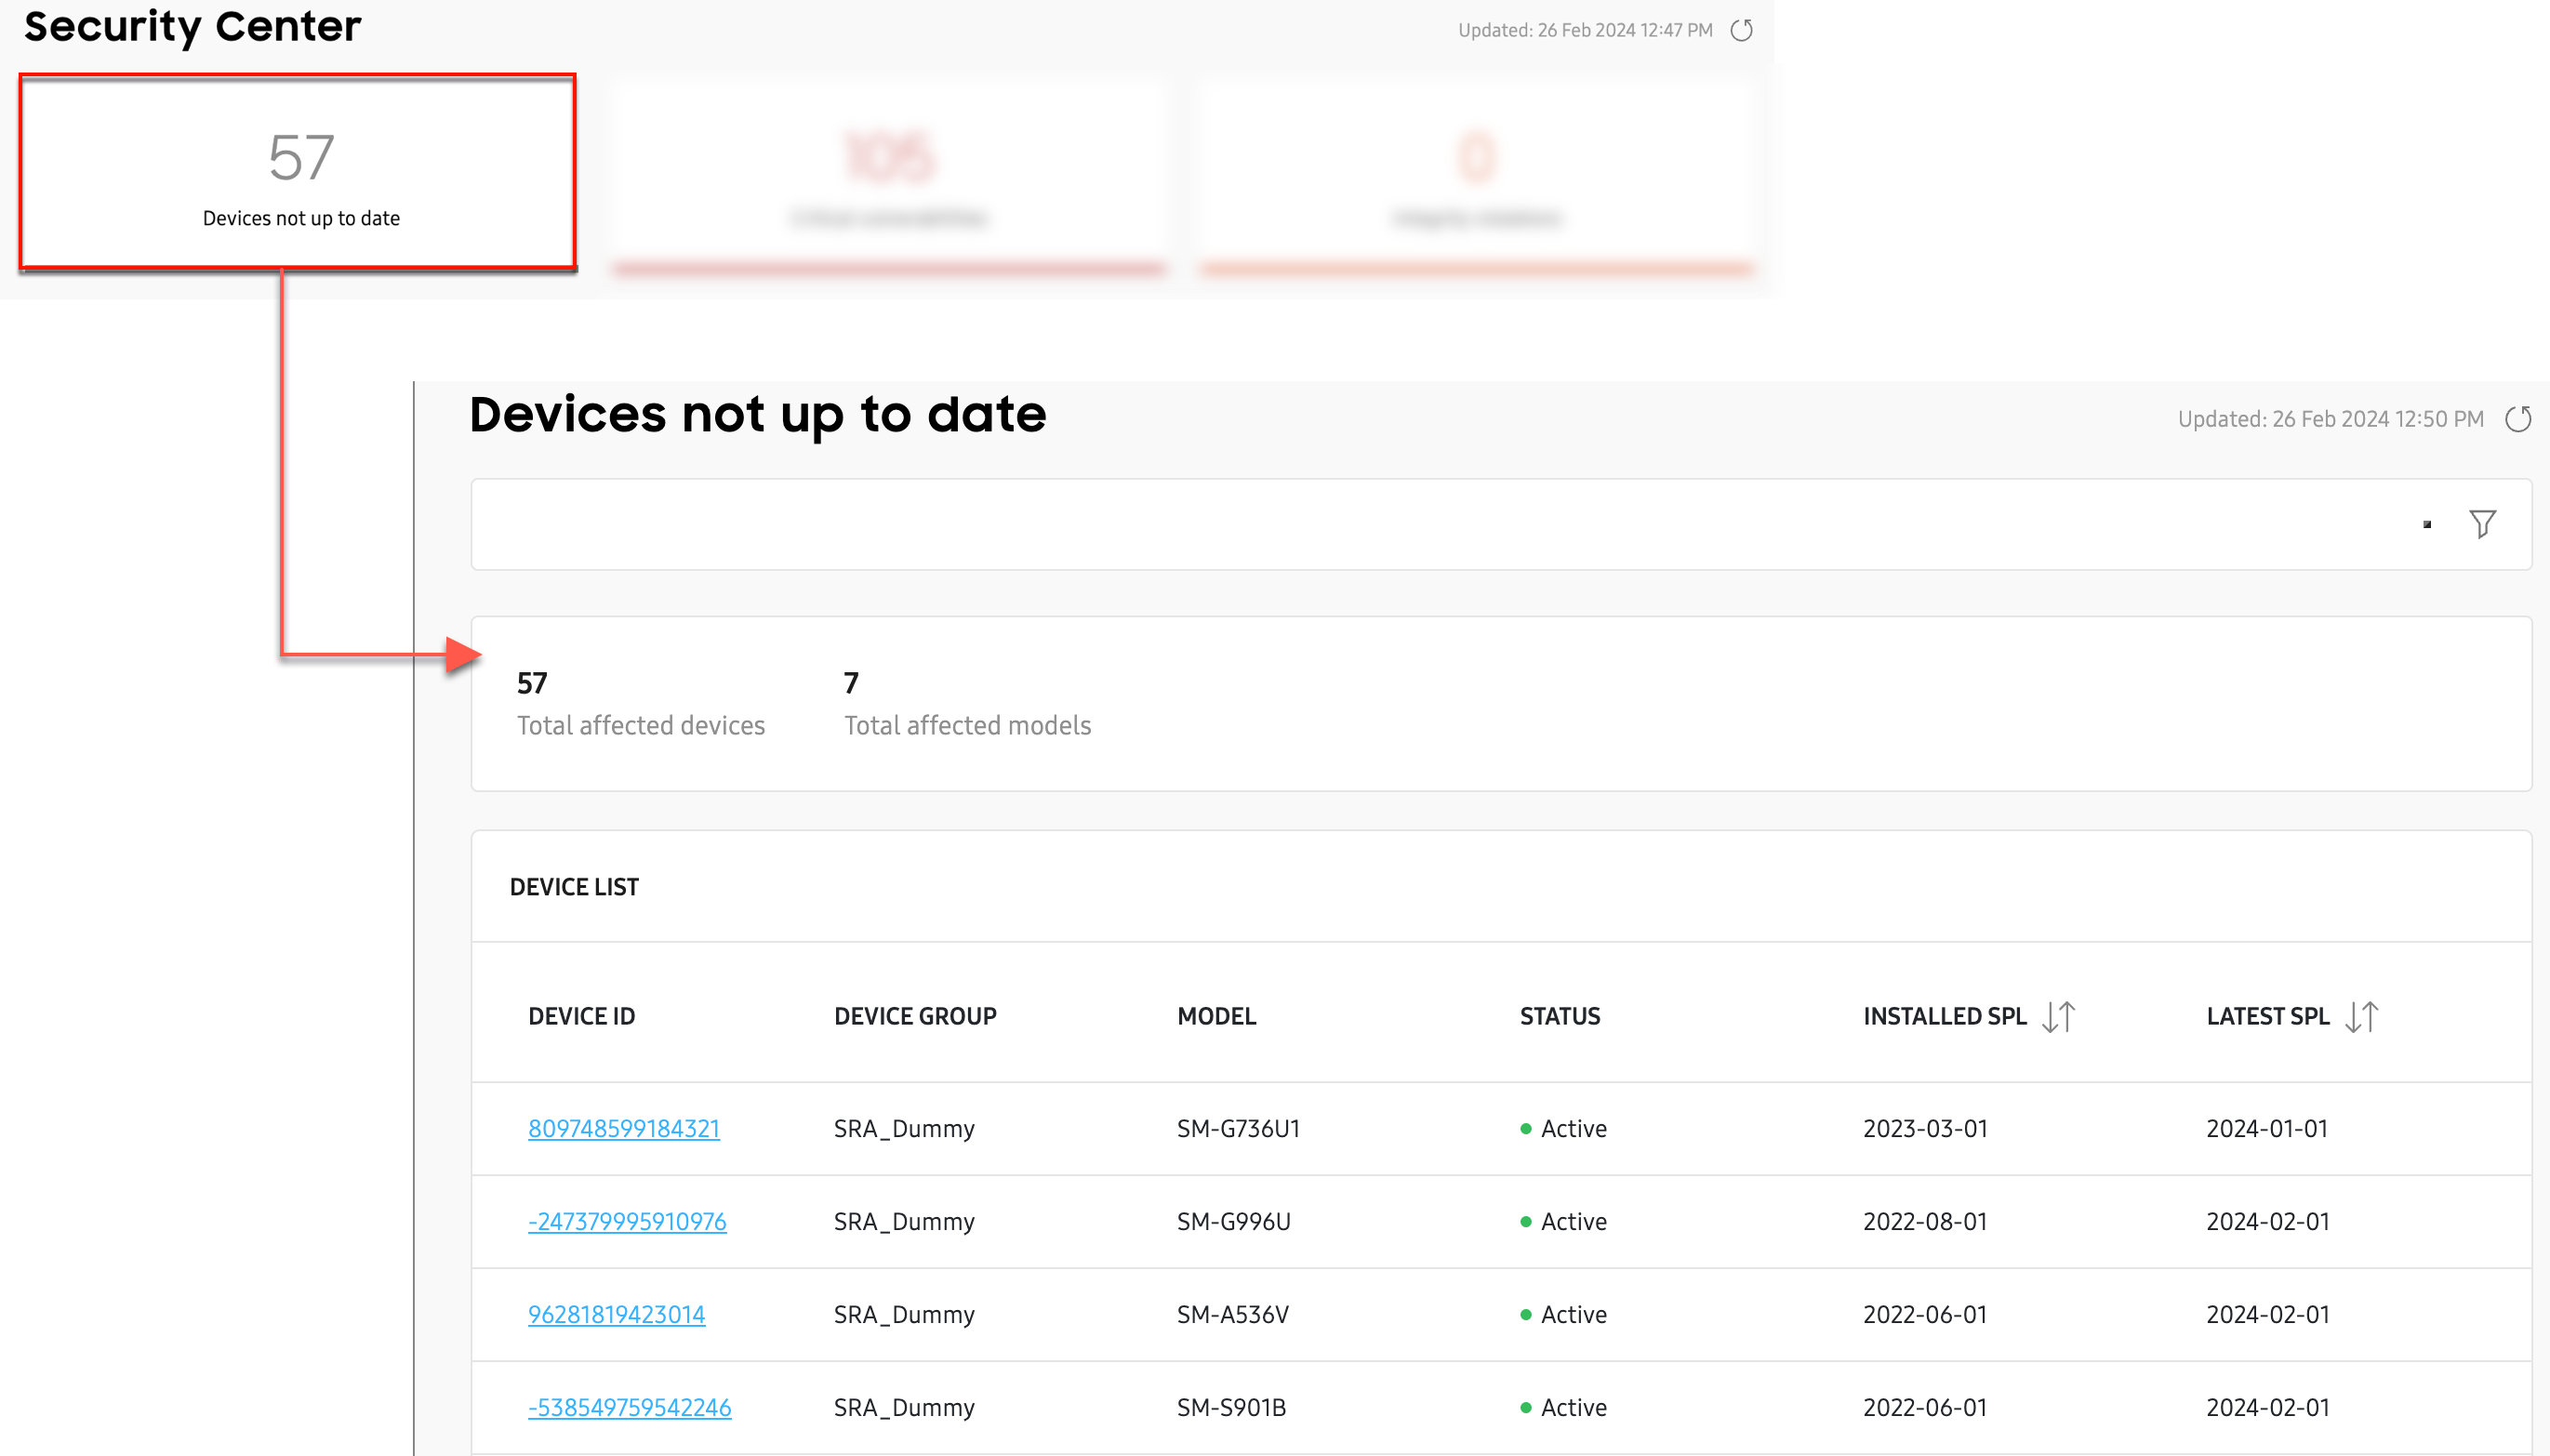 Security Center
Updated: 26 Feb 2024 12:47 PM
57
105
0
Devices not up to date
Critical vulnerabilities
Devices not up to date
Updated: 26 Feb 2024 12:50 PM
57
7
Total affected devices
Total affected models
DEVICE LIST
DEVICE ID DEVICE GROUP MODEL STATUS INSTALLED SPL LATEST SPL
809748599184321 SRA_Dummy SM-G736U1 Active 2023-03-01 2024-01-01
-247379995910976 SRA_Dummy SM-G996U Active 2022-08-01 2024-02-01
96281819423014 SRA_Dummy SM-A536V Active 2022-06-01 2024-02-01
-538549759542246 SRA_Dummy SM-S901B Active 2022-06-01 2024-02-01